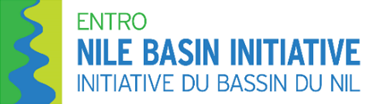 ENTRO
NILE BASIN INITIATIVE
INITIATIVE DU BASSIN DU NIL